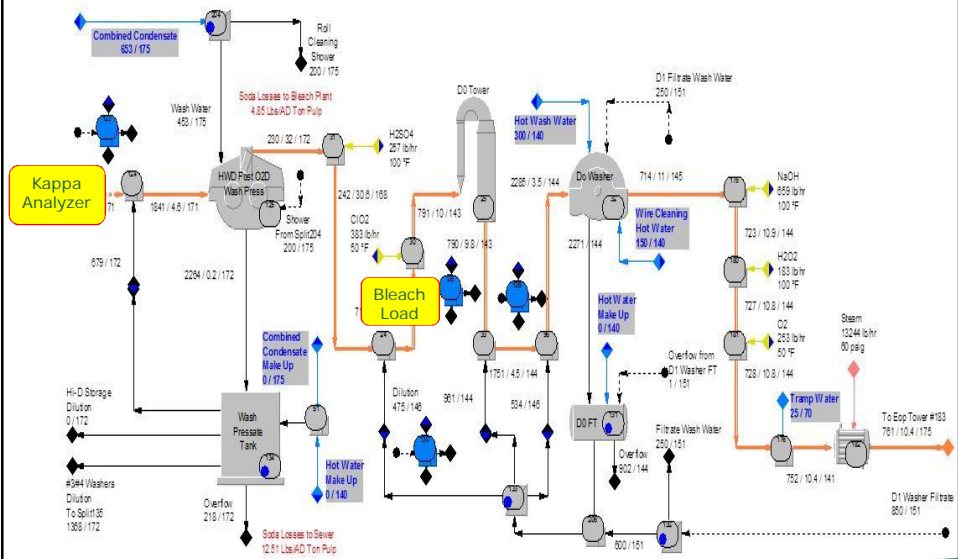 Combined Condensate
653 / 175
204
Roll
Cleaning
Shower
200 / 175
Wash Water
453 / 175
Soda Losses to Bleach Plant
4.85 Lbs/AD Ton Pulp
230 / 32 / 172
H2SO4
257 lb/hr
100 °F
D0 Tower
Hot Wash Water
300 / 140
D1 Filtrate Wash Water
250 / 151
Kappa
Analyzer
71
1841 / 4.6 / 171
HWD Post O2D
Wash Press
Shower
From Split204
200 / 175
242 / 30.6 / 168
ClO2
383 lb/hr
50 °F
791 / 10 / 143
790 / 9.8 / 143
2285 / 3.5 / 144
Do Washer
714 / 11 / 145
NaOH
559 lb/hr
100 °F
Wire Cleaning
Hot Water
150 / 140
723 / 10.9 / 144
H2O2
183 lb/hr
100 °F
679 / 172
2264 / 0.2 / 172
2271 / 144
Bleach
Load
71
24
727 / 10.8 / 144
O2
253 lb/hr
50 °F
Hot Water
Make Up
0 / 140
Steam
13244 lb/hr
60 psig
Combined
Condensate
Make Up
0 / 175
1751 / 4.5 / 144
728 / 10.8 / 144
Overflow from
D1 Washer FT
1 / 151
Hi-D Storage
Dilution
0 / 172
Wash
Pressate
Tank
Dilution
475 / 146
961 / 144
534 / 146
D0 FT
Tramp Water
25 / 70
To Eop Tower #183
761 / 10.4 / 175
Filtrate Wash Water
250 / 151
752 / 10.4 / 141
#3/#4 Washers
Dilution
To Split135
1368 / 172
Hot Water
Make Up
0 / 140
Overflow
902 / 144
Overflow
218 / 172
D1 Washer Filtrate
850 / 151
600 / 151
Soda Losses to Sewer
12.51 Lbs/AD Ton Pulp